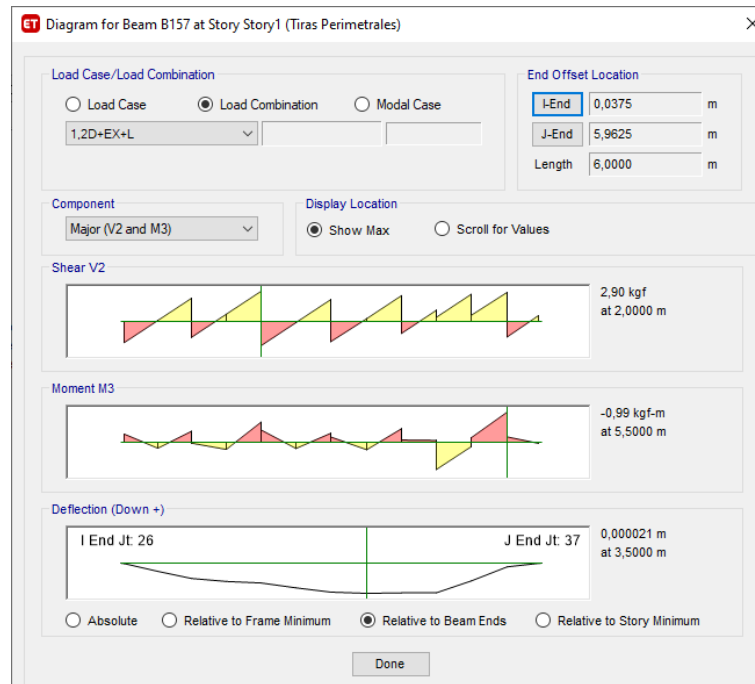 ET Diagram for Beam B157 at Story Story1 (Tiras Perimetrales)
Load Case/Load Combination
Load Case Load Combination Modal Case
1,2D+EX+L
End Offset Location
I-End 0,0375 m
J-End 5,9625 m
Length 6,0000 m
Component
Major (V2 and M3)
Display Location
Show Max Scroll for Values
Shear V2
2,90 kgf
at 2,0000 m
Moment M3
-0,99 kgf-m
at 5,5000 m
Deflection (Down +)
I End Jt: 26 J End Jt: 37
0,000021 m
at 3,5000 m
Absolute Relative to Frame Minimum Relative to Beam Ends Relative to Story Minimum
Done